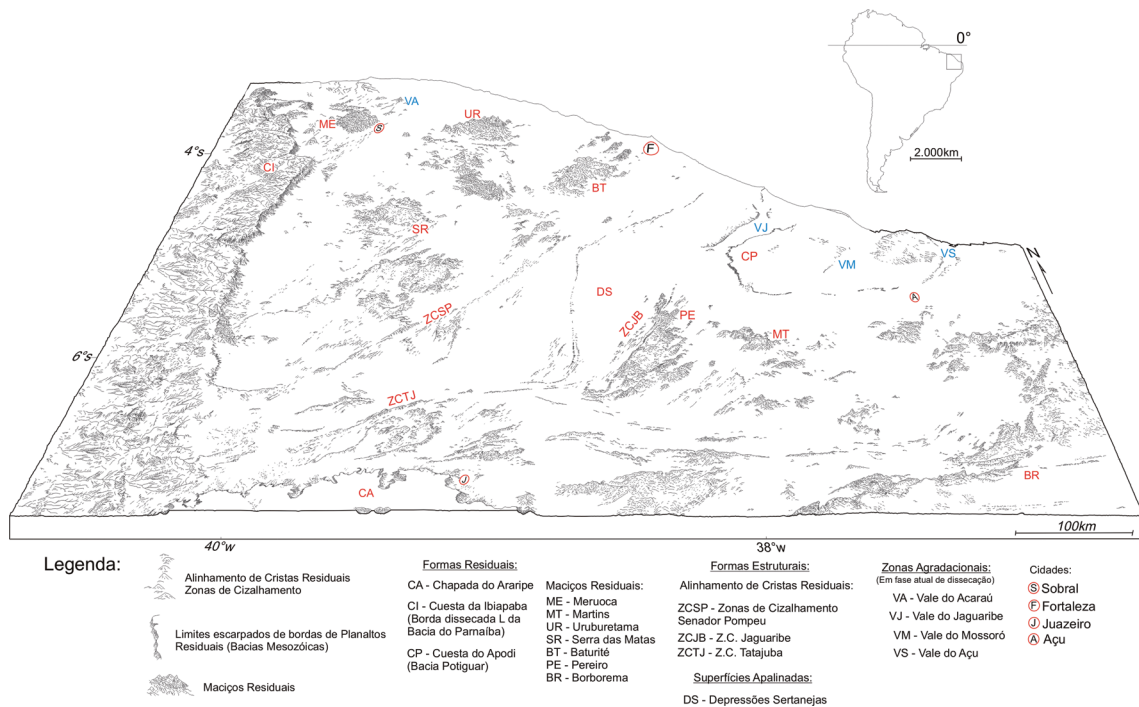 0°
2.000km
VA
UR
ME
S
F
4°s
CI
BT
VJ
SR
CP
VM
VS
N
DS
A
ZCSP
ZCJB
PE
MT
6°s
ZCTJ
J
CA
BR
100km
40°w
38°w
Legenda:
Alinhamento de Cristas Residuais
Zonas de Cizalhamento
Limites escarpados de bordas de Planaltos
Residuais (Bacias Mesozóicas)
Maciços Residuais
Formas Residuais:
CA - Chapada do Araripe
CI - Cuesta da Ibiapaba
(Borda dissecada L da
Bacia do Parnaíba)
CP - Cuesta do Apodi
(Bacia Potiguar)
Maciços Residuais:
ME - Meruoca
MT - Martins
UR - Uruburetama
SR - Serra das Matas
BT - Baturité
PE - Pereiro
BR - Borborema
Formas Estruturais:
Alinhamento de Cristas Residuais:
ZCSP - Zonas de Cizalhamento
Senador Pompeu
ZCJB - Z.C. Jaguaribe
ZCTJ - Z.C. Tatajuba
Superfícies Apalinadas:
DS - Depressões Sertanejas
Zonas Agradacionais:
(Em fase atual de dissecação)
VA - Vale do Acaraú
VJ - Vale do Jaguaribe
VM - Vale do Mossoró
VS - Vale do Açu
Cidades:
S Sobral
F Fortaleza
J Juazeiro
A Açu